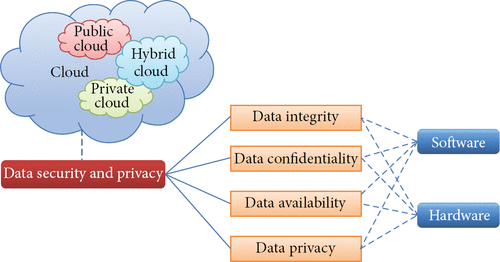 Public
cloud
Hybrid
cloud
Cloud
Private
cloud
Data security and privacy
Data integrity
Data confidentiality
Data availability
Data privacy
Software
Hardware